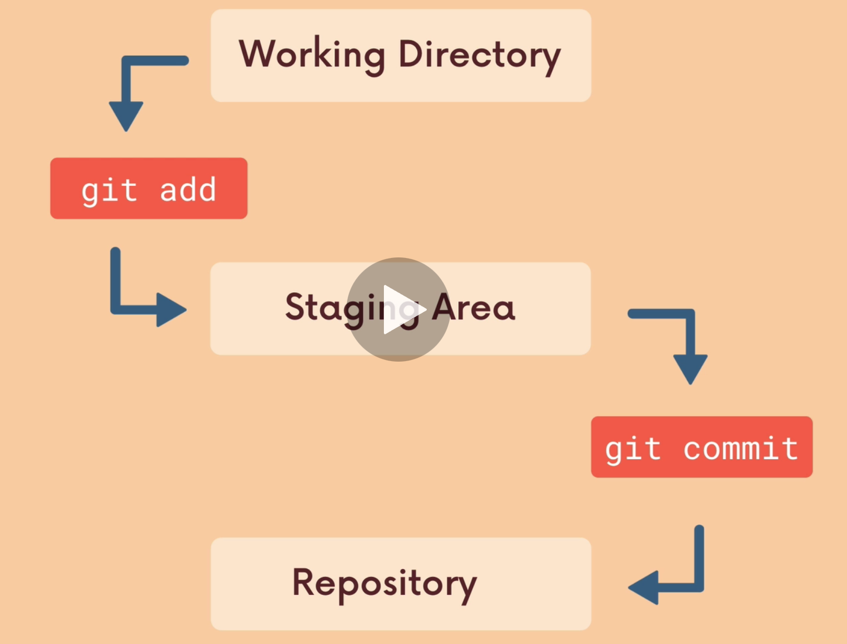 Working Directory
git add
Staging Area
git commit
Repository